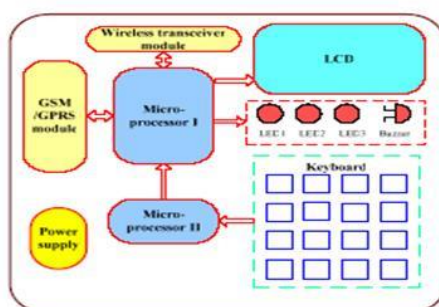 Wireless transceiver
module
LCD
GSM
/GPRS
module
Micro-
processor I
LED1 LED2 LED3 Buzzer
Keyboard
Micro-
processor II
Power
supply